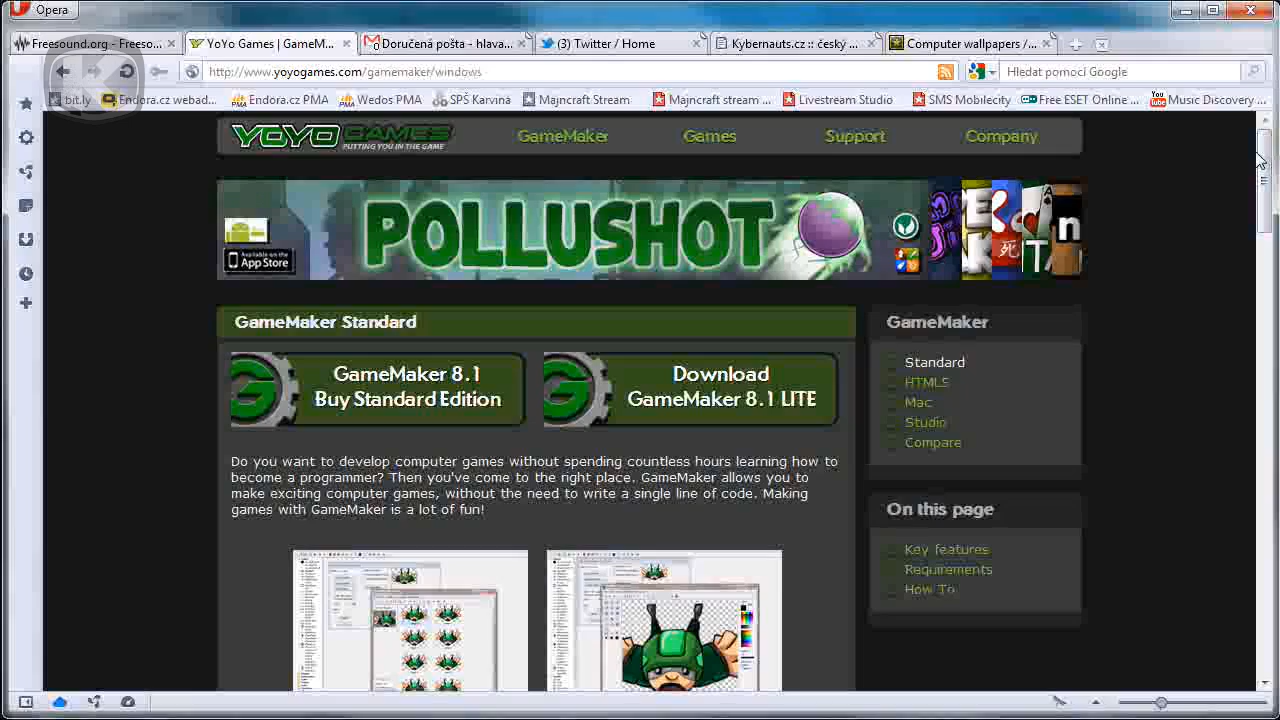 Opera
Freesound.org - Freeso...
YoYo Games | GameM...
Doručená pošta - hlava...
(3) Twitter / Home
Kybernauts.cz :: český ...
Computer wallpapers /...
http://www.yoyogames.com/gamemaker/windows
Hledat pomocí Google
bit.ly
Endora.cz webad...
Endora.cz PMA
Wedos PMA
SPŠ Karviná
Majncraft Stream
Majncraft stream ...
Livestream Studio
SMS Mobilecity
Free ESET Online ...
Music Discovery ...
YOYO GAMES
PUTTING YOU IN THE GAME
GameMaker
Games
Support
Company
POLLUSHOT
Available on the
App Store
GameMaker Standard
GameMaker 8.1
Buy Standard Edition
Download
GameMaker 8.1 LITE
Do you want to develop computer games without spending countless hours learning how to
become a programmer? Then you've come to the right place. GameMaker allows you to
make exciting computer games, without the need to write a single line of code. Making
games with GameMaker is a lot of fun!
GameMaker
Standard
HTML5
Mac
Studio
Compare
On this page
Key features
Requirements
How To